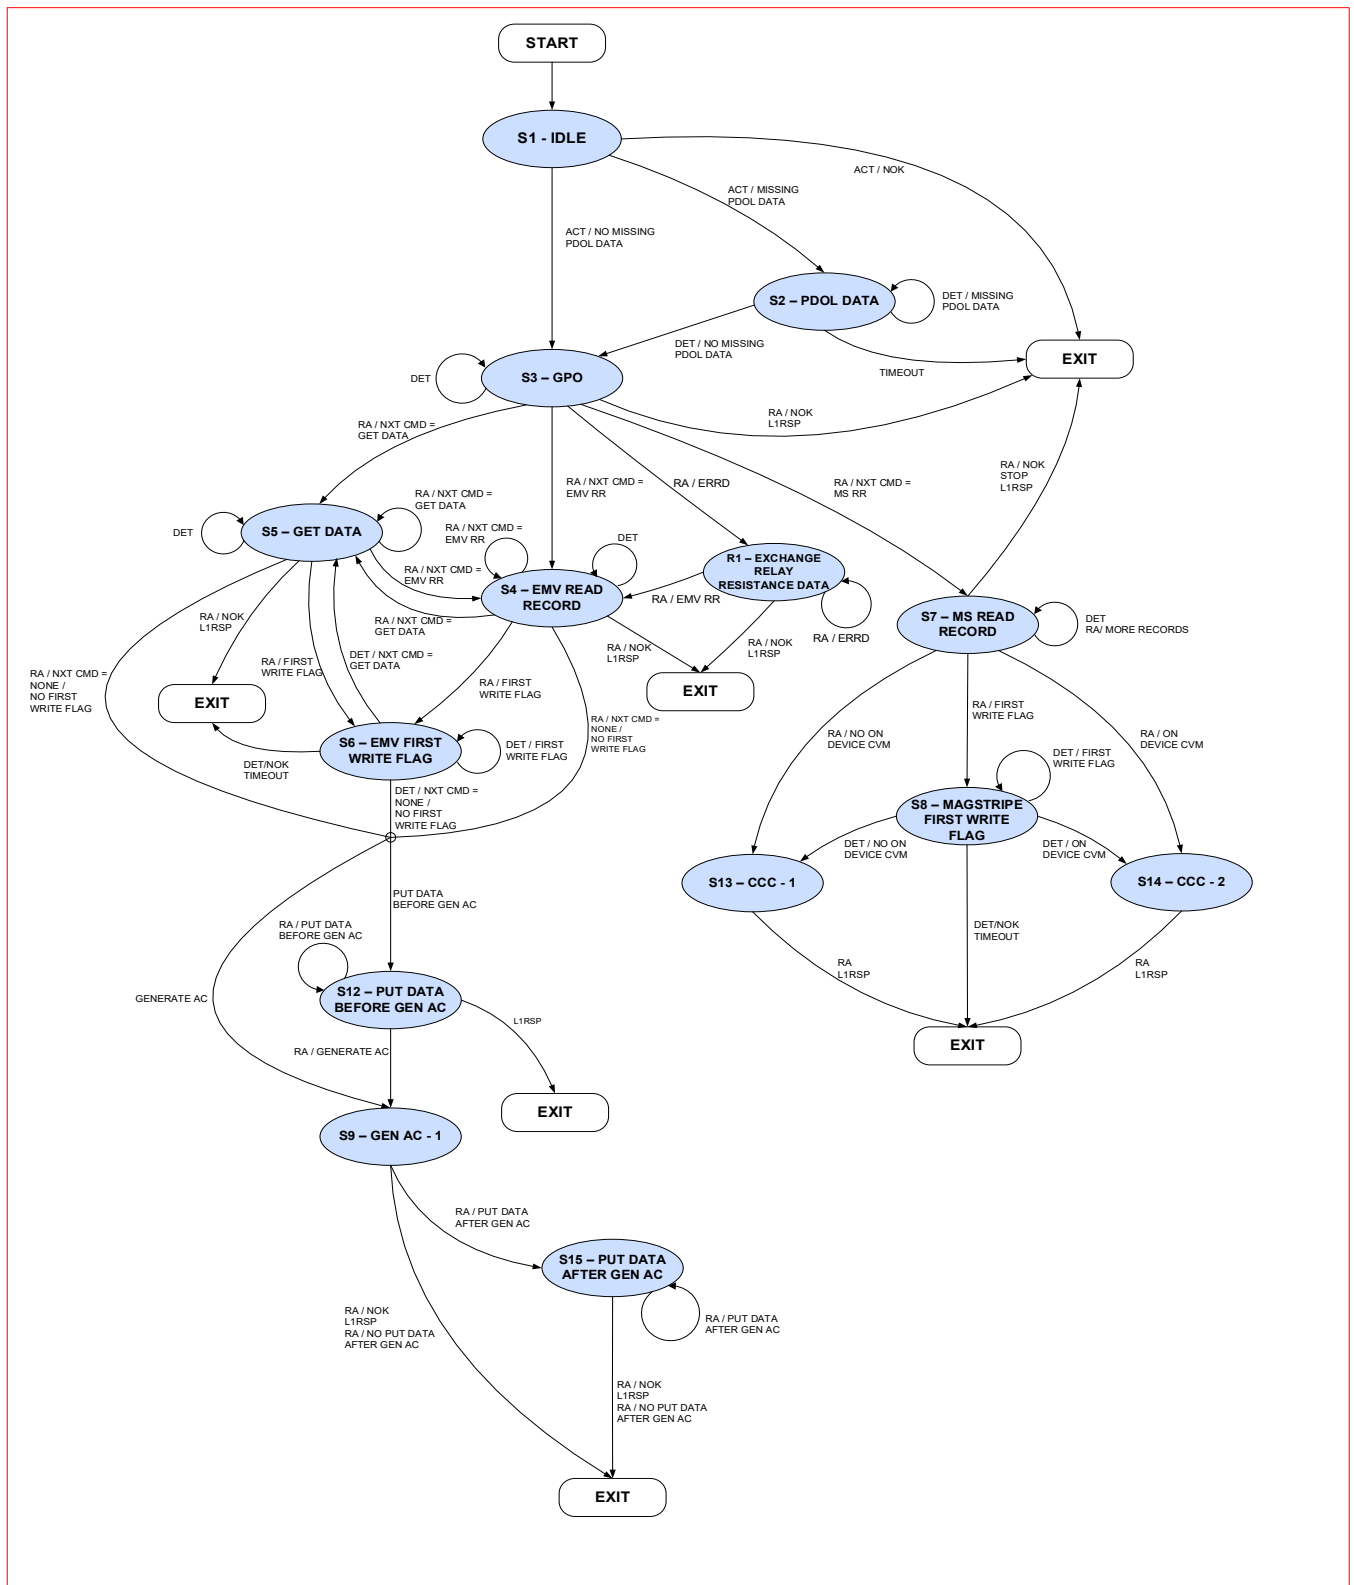 START
S1 - IDLE
ACT / NOK
ACT / MISSING
PDOL DATA
ACT / NO MISSING
PDOL DATA
S2 – PDOL DATA
DET / MISSING
PDOL DATA
DET / NO MISSING
PDOL DATA
TIMEOUT
EXIT
DET
S3 – GPO
RA / NOK
L1RSP
RA / NXT CMD =
GET DATA
RA / NXT CMD =
EMV RR
RA / ERRD
RA / NXT CMD =
MS RR
RA / NOK
STOP
L1RSP
DET
S5 – GET DATA
RA / NXT CMD =
GET DATA
RA / NXT CMD =
EMV RR
DET
RA / NXT CMD =
EMV RR
S4 – EMV READ
RECORD
RA / NXT CMD =
GET DATA
R1 – EXCHANGE
RELAY
RESISTANCE DATA
RA / EMV RR
RA / ERRD
RA / NOK
L1RSP
RA / NOK
L1RSP
EXIT
S7 – MS READ
RECORD
DET
RA/ MORE RECORDS
RA / NOK
L1RSP
RA / FIRST
WRITE FLAG
DET / NXT CMD =
GET DATA
RA / NXT CMD =
NONE /
NO FIRST
WRITE FLAG
EXIT
RA / FIRST
WRITE FLAG
RA / NXT CMD =
NONE /
NO FIRST
WRITE FLAG
S6 – EMV FIRST
WRITE FLAG
DET / FIRST
WRITE FLAG
DET/NOK
TIMEOUT
DET / NXT CMD =
NONE /
NO FIRST
WRITE FLAG
RA / NO ON
DEVICE CVM
RA / FIRST
WRITE FLAG
RA / ON
DEVICE CVM
DET / FIRST
WRITE FLAG
S8 – MAGSTRIPE
FIRST WRITE
FLAG
DET / NO ON
DEVICE CVM
DET / ON
DEVICE CVM
S13 – CCC - 1
S14 – CCC - 2
DET/NOK
TIMEOUT
RA
L1RSP
RA
L1RSP
EXIT
PUT DATA
BEFORE GEN AC
RA / PUT DATA
BEFORE GEN AC
GENERATE AC
S12 – PUT DATA
BEFORE GEN AC
L1RSP
RA / GENERATE AC
EXIT
S9 – GEN AC - 1
RA / PUT DATA
AFTER GEN AC
S15 – PUT DATA
AFTER GEN AC
RA / PUT DATA
AFTER GEN AC
RA / NOK
L1RSP
RA / NO PUT DATA
AFTER GEN AC
RA / NOK
L1RSP
RA / NO PUT DATA
AFTER GEN AC
EXIT